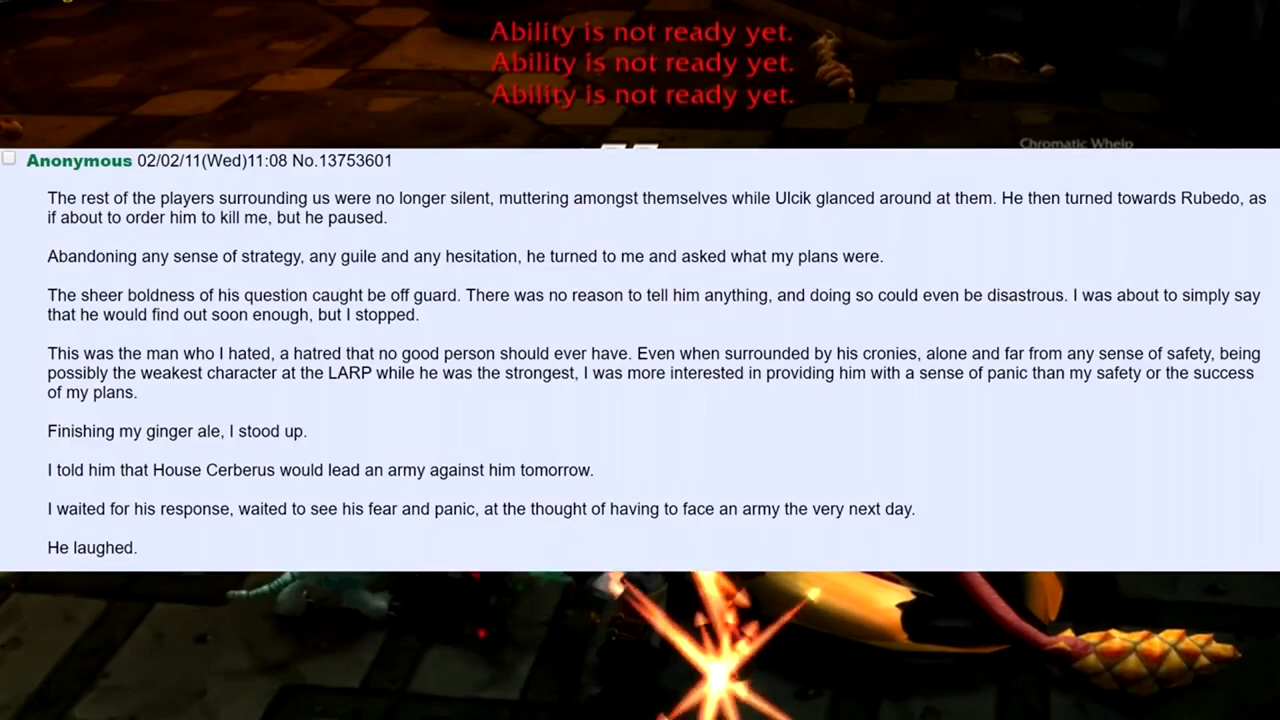 Ability is not ready yet.
Ability is not ready yet.
Ability is not ready yet.
Chromatic Whelp
Anonymous 02/02/11(Wed)11:08 No.13753601
The rest of the players surrounding us were no longer silent, muttering amongst themselves while Ulcik glanced around at them. He then turned towards Rubedo, as
if about to order him to kill me, but he paused.
Abandoning any sense of strategy, any guile and any hesitation, he turned to me and asked what my plans were.
The sheer boldness of his question caught be off guard. There was no reason to tell him anything, and doing so could even be disastrous. I was about to simply say
that he would find out soon enough, but I stopped.
This was the man who I hated, a hatred that no good person should ever have. Even when surrounded by his cronies, alone and far from any sense of safety, being
possibly the weakest character at the LARP while he was the strongest, I was more interested in providing him with a sense of panic than my safety or the success
of my plans.
Finishing my ginger ale, I stood up.
I told him that House Cerberus would lead an army against him tomorrow.
I waited for his response, waited to see his fear and panic, at the thought of having to face an army the very next day.
He laughed.